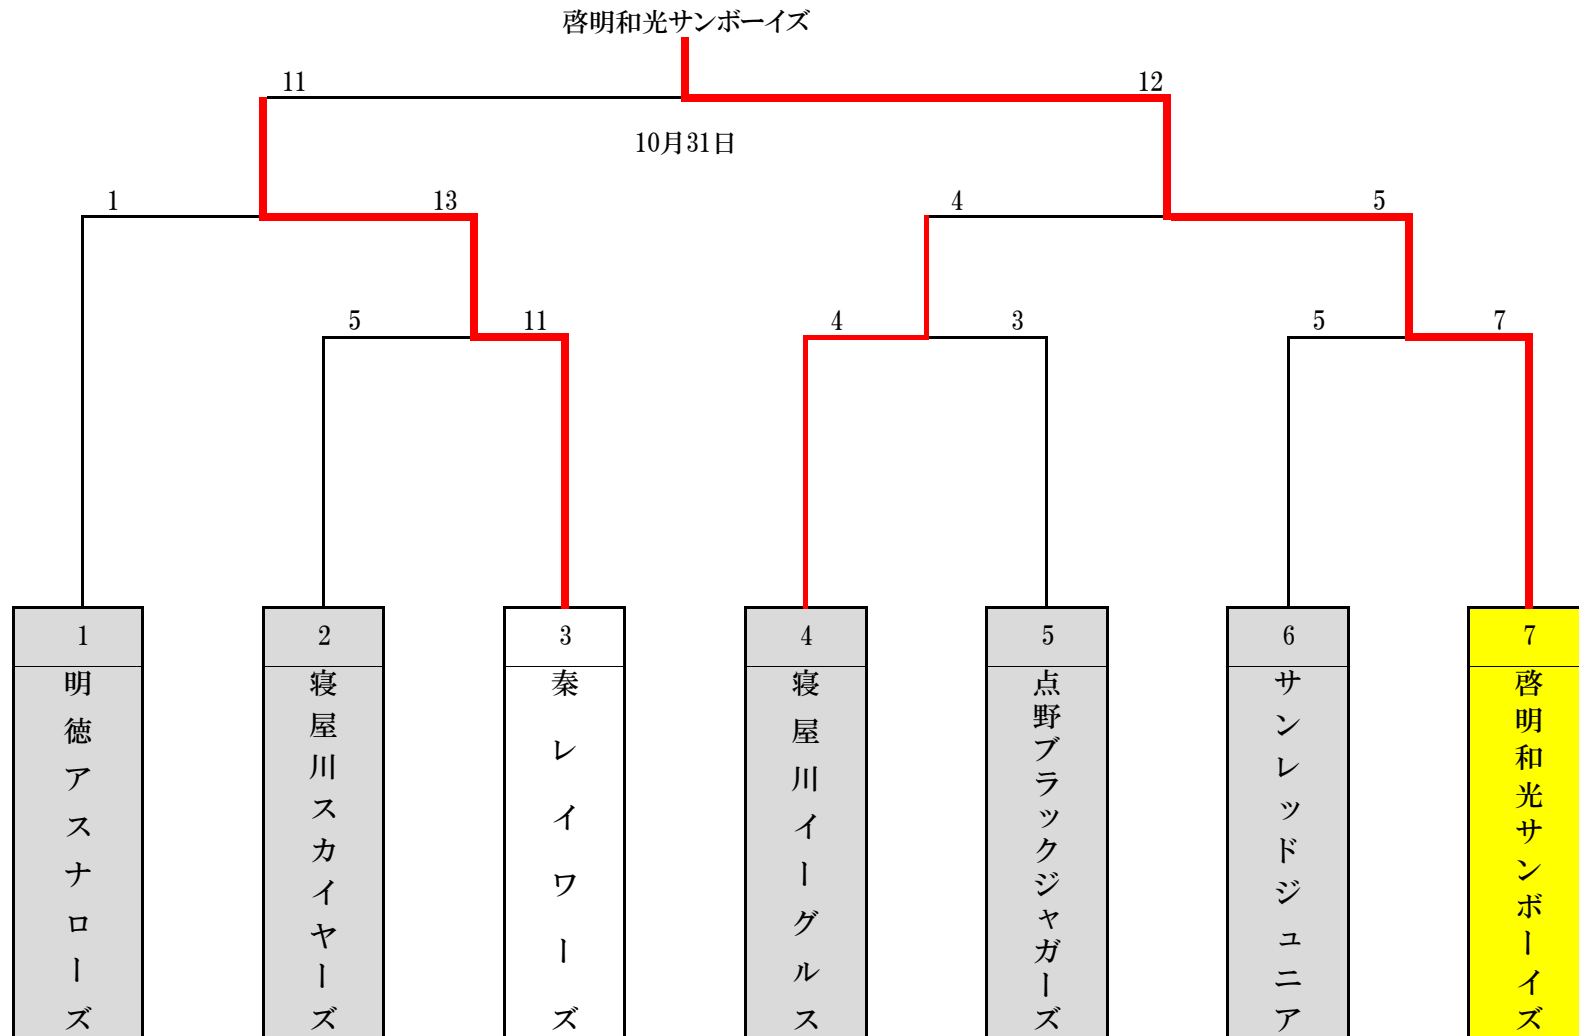 啓明和光サンボーイズ
11
12
10月31日
1
13
4
5
5
11
4
3
5
7
1
2
3
4
5
6
7
明徳アスナローズ
寝屋川スカイヤーズ
秦レイワーズ
寝屋川イーグルス
点野ブラックジャガーズ
サンレッドジュニア
啓明和光サンボーイズ